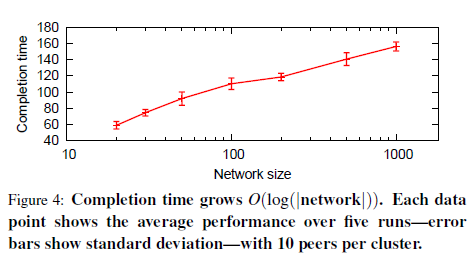 180
160
140
120
100
80
60
40
Completion time
10 100 1000
Network size
Figure 4: Completion time grows O(log(|network|)). Each data
point shows the average performance over five runs—error
bars show standard deviation—with 10 peers per cluster.